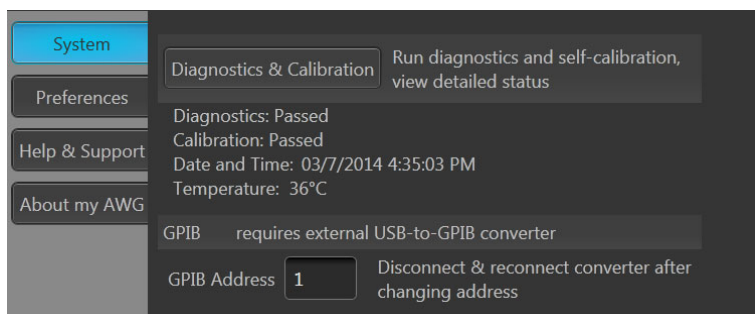 System
Preferences
Help & Support
About my AWG
Diagnostics & Calibration
Run diagnostics and self-calibration,
view detailed status
Diagnostics: Passed
Calibration: Passed
Date and Time: 03/7/2014 4:35:03 PM
Temperature: 36°C
GPIB requires external USB-to-GPIB converter
GPIB Address 1
Disconnect & reconnect converter after
changing address